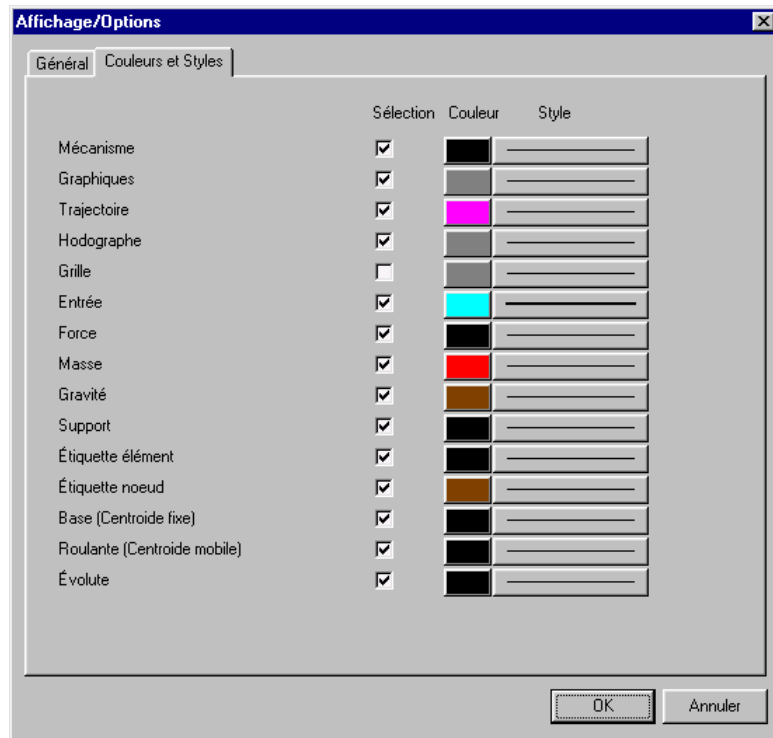 Affichage/Options
Général Couleurs et Styles
Sélection Couleur Style
Mécanisme
Graphiques
Trajectoire
Hodographe
Grille
Entrée
Force
Masse
Gravité
Support
Étiquette élément
Étiquette noeud
Base (Centroide fixe)
Roulante (Centroide mobile)
Évolute
OK Annuler